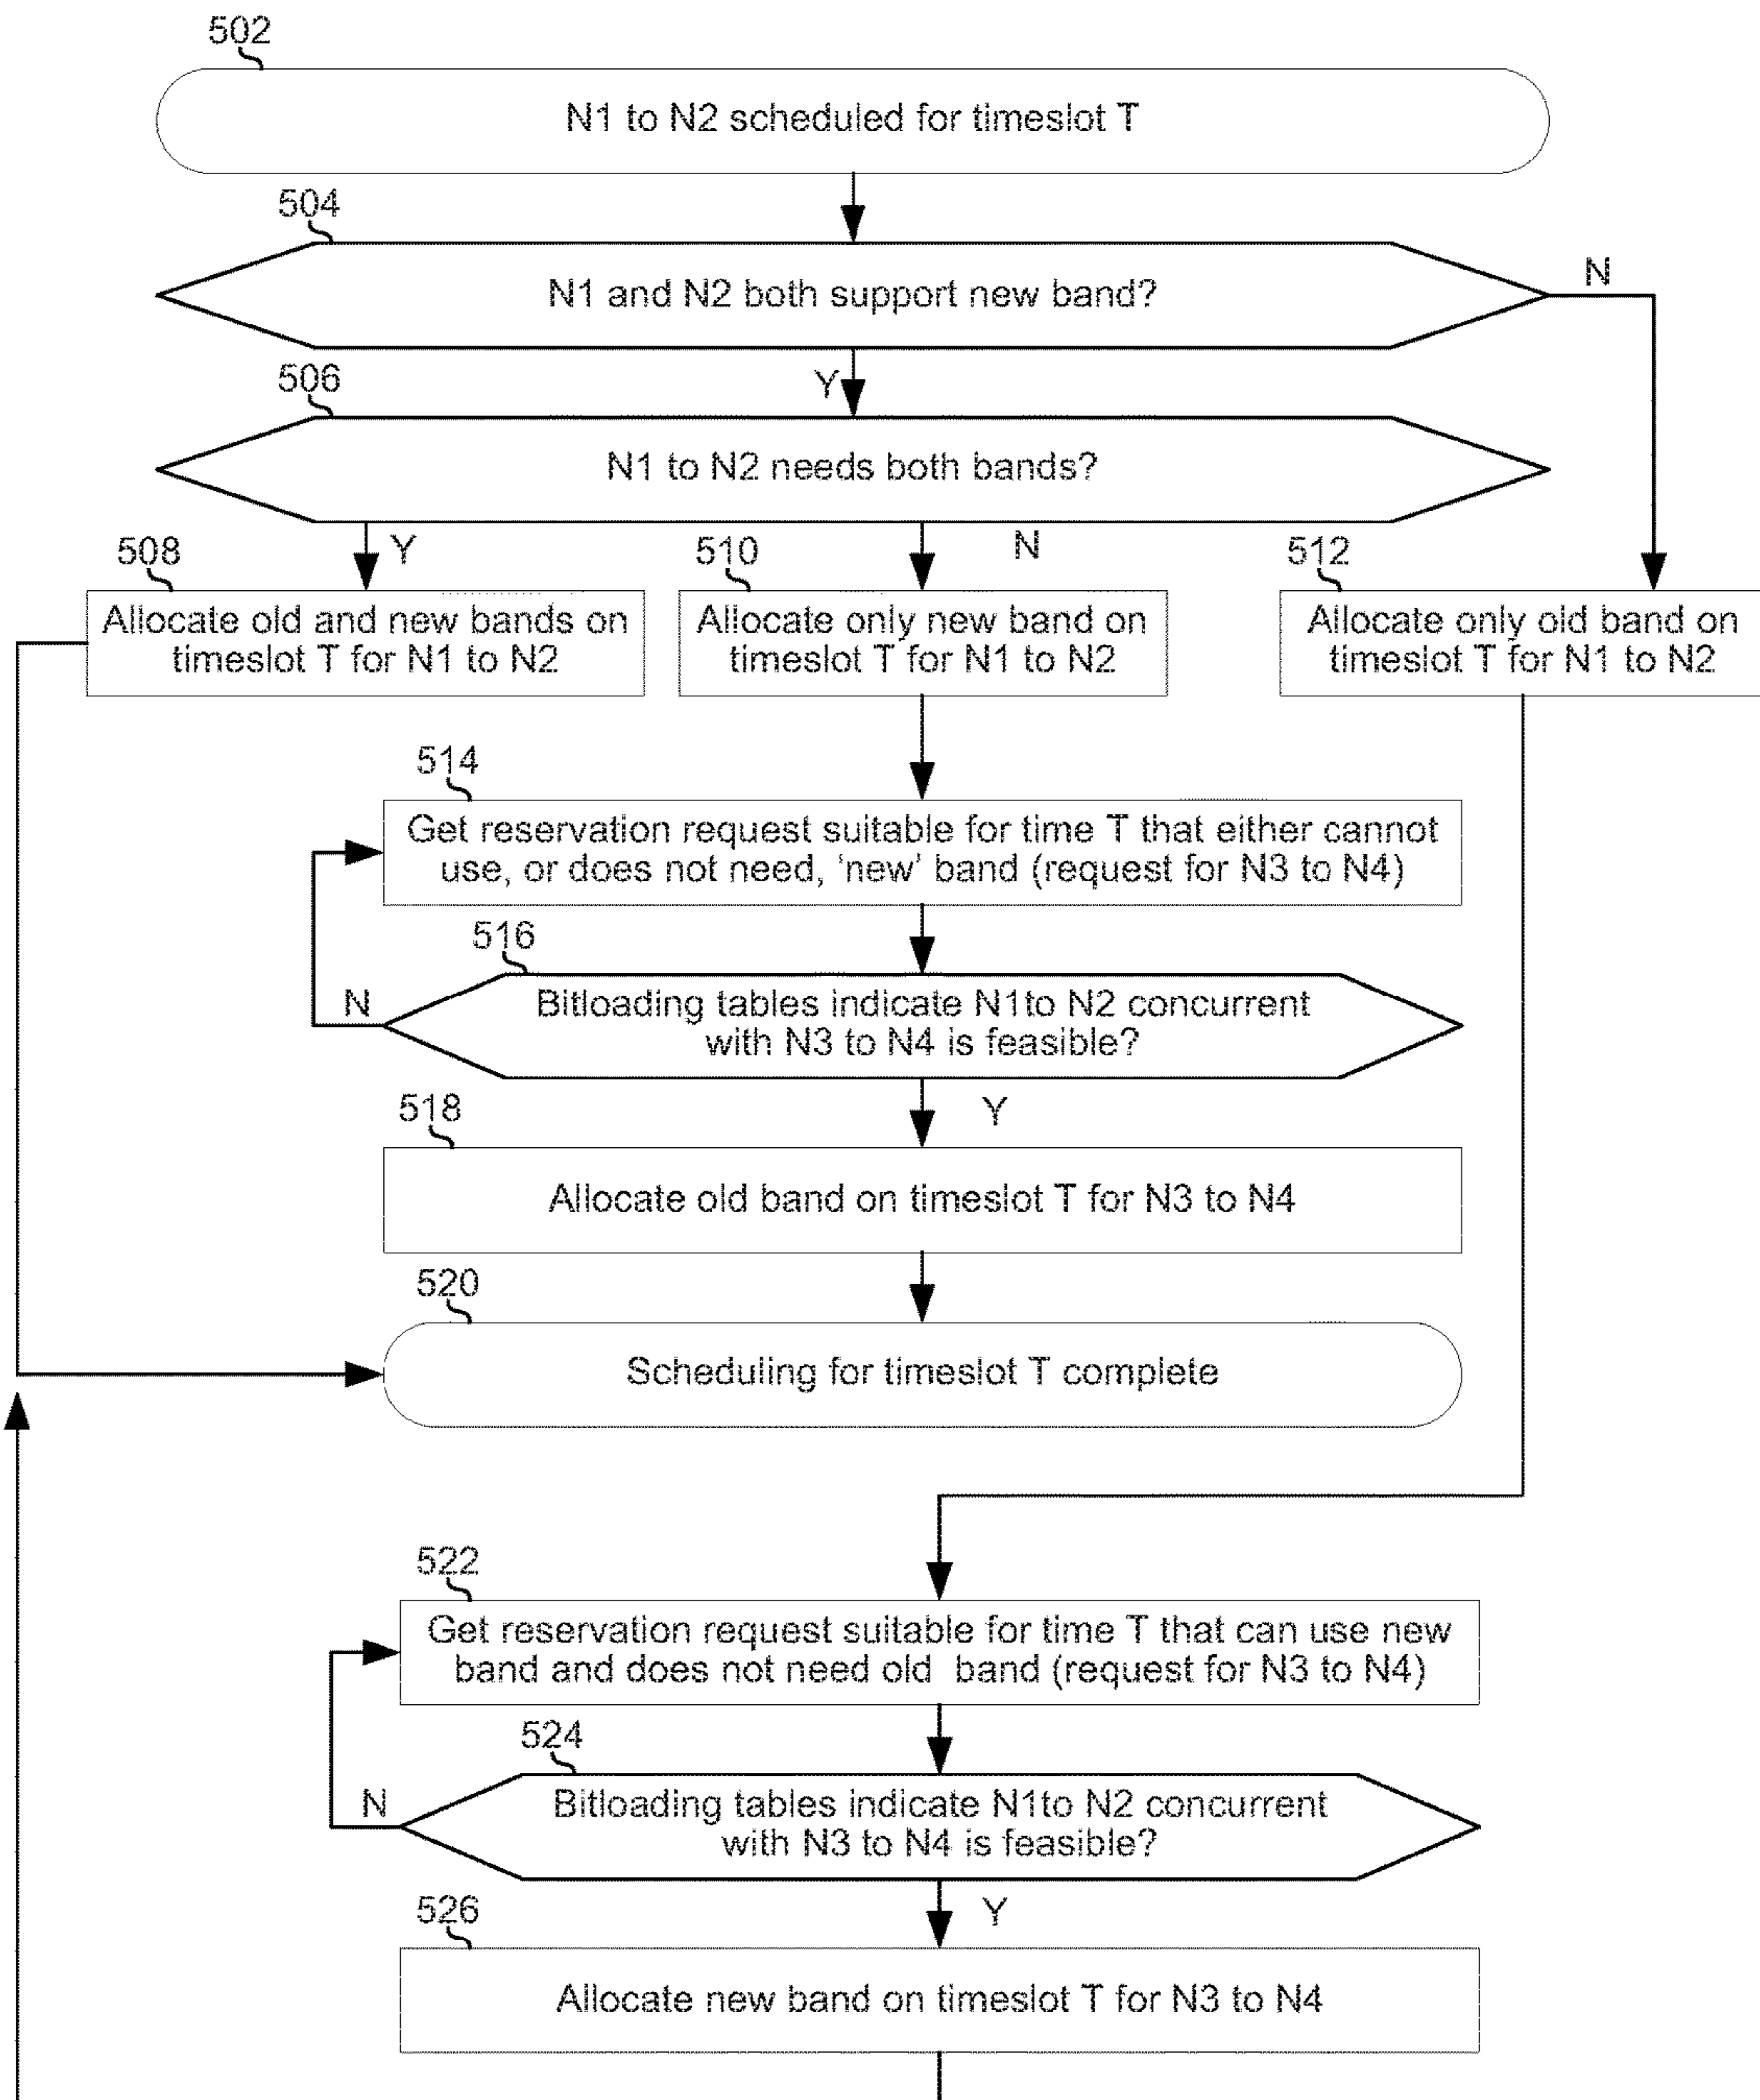 502
N1 to N2 scheduled for timeslot T
504
N1 and N2 both support new band?
N
Y
506
N1 to N2 needs both bands?
Y
N
508
Allocate old and new bands on
timeslot T for N1 to N2
510
Allocate only new band on
timeslot T for N1 to N2
512
Allocate only old band on
timeslot T for N1 to N2
514
Get reservation request suitable for time T that either cannot
use, or does not need, ‘new’ band (request for N3 to N4)
516
Bitloading tables indicate N1to N2 concurrent
with N3 to N4 is feasible?
N
Y
518
Allocate old band on timeslot T for N3 to N4
520
Scheduling for timeslot T complete
522
Get reservation request suitable for time T that can use new
band and does not need old band (request for N3 to N4)
524
Bitloading tables indicate N1to N2 concurrent
with N3 to N4 is feasible?
N
Y
526
Allocate new band on timeslot T for N3 to N4